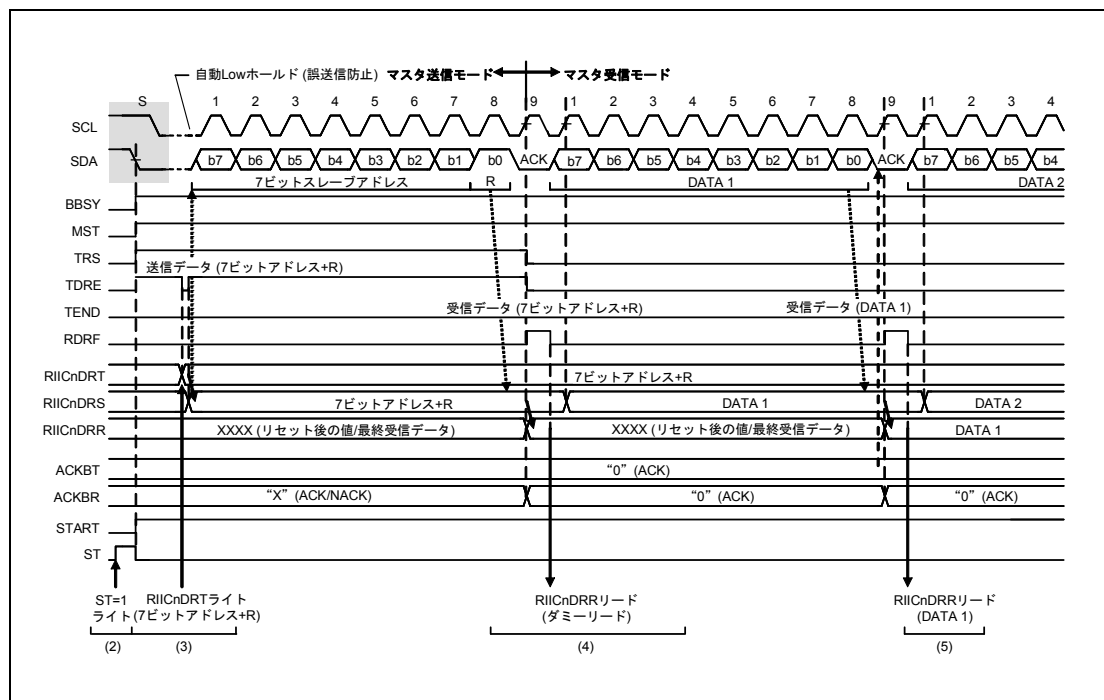 自動Lowホールド (誤送信防止) マスタ送信モード マスタ受信モード
S 1 2 3 4 5 6 7 8 9 1 2 3 4 5 6 7 8 9 1 2 3 4
SCL
SDA b7 b6 b5 b4 b3 b2 b1 b0 ACK b7 b6 b5 b4 b3 b2 b1 b0 ACK b7 b6 b5 b4
7ビットスレーブアドレス R DATA 1 DATA 2
BBSY
MST
TRS
送信データ (7ビットアドレス+R)
TDRE
受信データ (7ビットアドレス+R) 受信データ (DATA 1)
TEND
RDRF
RIICnDRT 7ビットアドレス+R
RIICnDRS 7ビットアドレス+R DATA 1 DATA 2
RIICnDRR XXXX (リセット後の値/最終受信データ) XXXX (リセット後の値/最終受信データ) DATA 1
ACKBT “0” (ACK)
ACKBR “X” (ACK/NACK) “0” (ACK) “0” (ACK)
START
ST
ST=1 RIICnDRTライト RIICnDRRリード RIICnDRRリード
ライト (7ビットアドレス+R) (ダミーリード) (DATA 1)
(2) (3) (4) (5)